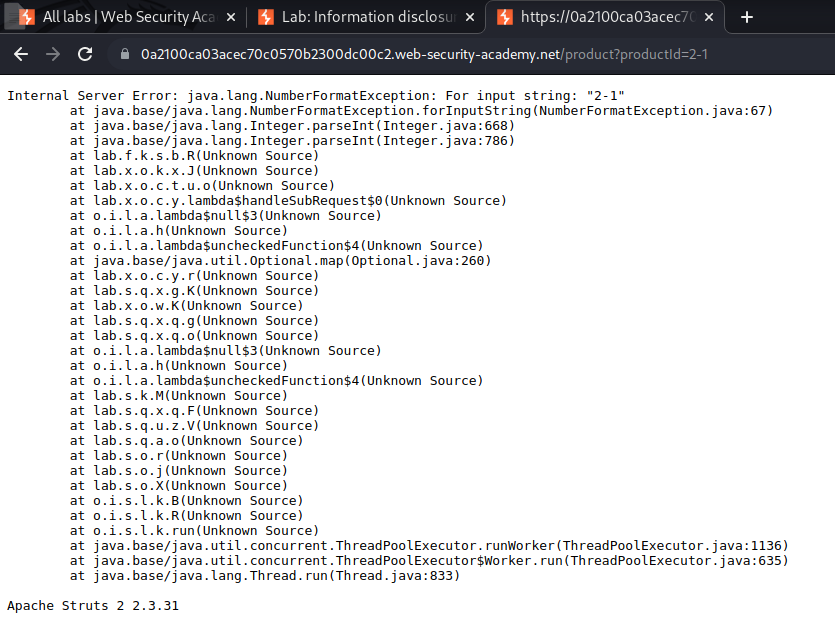 All labs | Web Security Aca
Lab: Information disclosur
https://0a2100ca03acec70
0a2100ca03acec70c0570b2300dc00c2.web-security-academy.net/product?productId=2-1
Internal Server Error: java.lang.NumberFormatException: For input string: "2-1"
at java.base/java.lang.NumberFormatException.forInputString(NumberFormatException.java:67)
at java.base/java.lang.Integer.parseInt(Integer.java:668)
at java.base/java.lang.Integer.parseInt(Integer.java:786)
at lab.f.k.s.b.R(Unknown Source)
at lab.x.o.k.x.J(Unknown Source)
at lab.x.o.c.t.u.o(Unknown Source)
at lab.x.o.c.y.lambda$handleSubRequest$0(Unknown Source)
at o.i.l.a.lambda$null$3(Unknown Source)
at o.i.l.a.h(Unknown Source)
at o.i.l.a.lambda$uncheckedFunction$4(Unknown Source)
at java.base/java.util.Optional.map(Optional.java:260)
at lab.x.o.c.y.r(Unknown Source)
at lab.s.q.x.g.K(Unknown Source)
at lab.x.o.w.K(Unknown Source)
at lab.s.q.x.q.g(Unknown Source)
at lab.s.q.x.q.o(Unknown Source)
at o.i.l.a.lambda$null$3(Unknown Source)
at o.i.l.a.h(Unknown Source)
at o.i.l.a.lambda$uncheckedFunction$4(Unknown Source)
at lab.s.k.M(Unknown Source)
at lab.s.q.x.q.F(Unknown Source)
at lab.s.q.u.z.V(Unknown Source)
at lab.s.q.a.o(Unknown Source)
at lab.s.o.r(Unknown Source)
at lab.s.o.j(Unknown Source)
at lab.s.o.X(Unknown Source)
at o.i.s.l.k.B(Unknown Source)
at o.i.s.l.k.R(Unknown Source)
at o.i.s.l.k.run(Unknown Source)
at java.base/java.util.concurrent.ThreadPoolExecutor.runWorker(ThreadPoolExecutor.java:1136)
at java.base/java.util.concurrent.ThreadPoolExecutor$Worker.run(ThreadPoolExecutor.java:635)
at java.base/java.lang.Thread.run(Thread.java:833)
Apache Struts 2 2.3.31